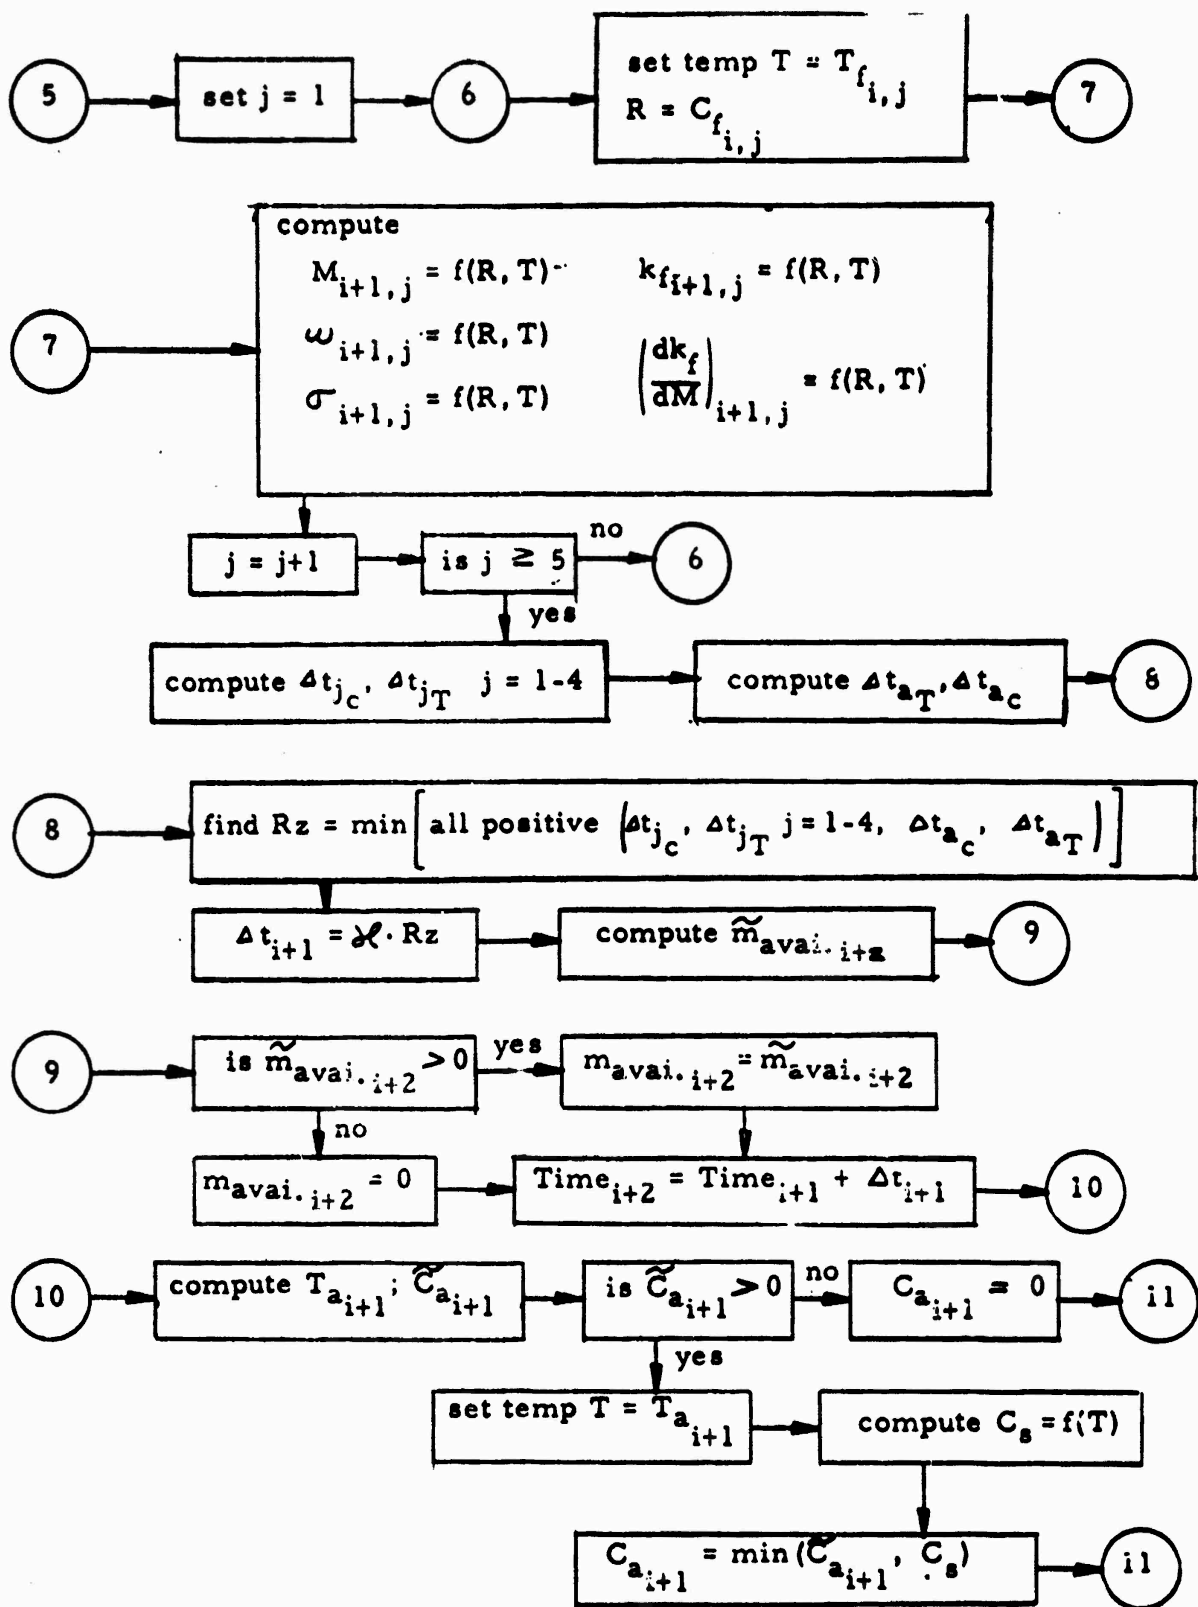 5 set j = 1 6 set temp T = T_{f_{i,j}} 7
R = C_{f_{i,j}}
compute
M_{i+1,j} = f(R, T) k_{f_{i+1,j}} = f(R, T)
7 ω_{i+1,j} = f(R, T) (dk_f/dM)_{i+1,j} = f(R, T)
σ_{i+1,j} = f(R, T)
j = j+1 is j ≥ 5 no 6
yes
compute Δt_{j_c}, Δt_{j_T} j = 1-4 compute Δt_{a_T}, Δt_{a_c} 8
8 find Rz = min [all positive (Δt_{j_c}, Δt_{j_T} j = 1-4, Δt_{a_c}, Δt_{a_T})]
Δt_{i+1} = ϰ · Rz compute m̃_{avai. i+2} 9
9 is m̃_{avai. i+2} > 0 yes m_{avai. i+2} = m̃_{avai. i+2}
no
m_{avai. i+2} = 0 Time_{i+2} = Time_{i+1} + Δt_{i+1} 10
10 compute T_{a_{i+1}}; C̃_{a_{i+1}} is C̃_{a_{i+1}} > 0 no C_{a_{i+1}} = 0 11
yes
set temp T = T_{a_{i+1}} compute C_s = f(T)
C_{a_{i+1}} = min (C̃_{a_{i+1}}, C_s) 11